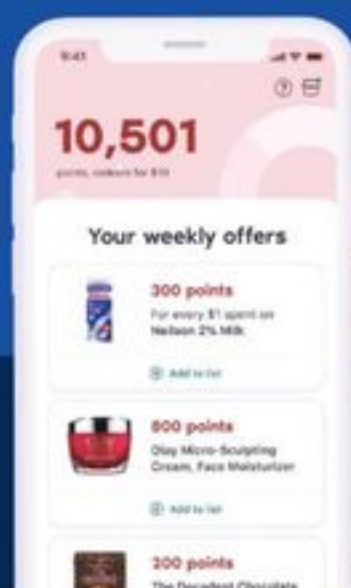 9:41
10,501
points, redeem for $10
Your weekly offers
300 points
For every $1 spent on
Neilson 2% Milk
Add to list
800 points
Olay Micro-Sculpting
Cream, Face Moisturizer
Add to list
200 points
The Decadent Chocolate